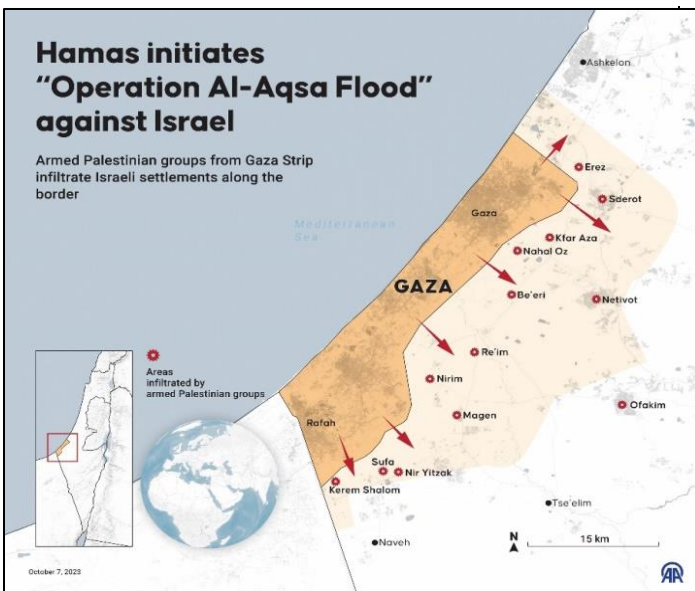 Hamas initiates
“Operation Al-Aqsa Flood”
against Israel
Armed Palestinian groups from Gaza Strip
infiltrate Israeli settlements along the
border
Ashkelon
Erez
Sderot
Gaza
Mediterranean
Sea
Kfar Aza
Nahal Oz
GAZA
Be'eri
Netivot
Areas
infiltrated by
armed Palestinian groups
Re'im
Nirim
Magen
Ofakim
Rafah
Sufa
Nir Yitzak
Kerem Shalom
Tse'elim
Naveh
N
15 km
October 7, 2023
AA